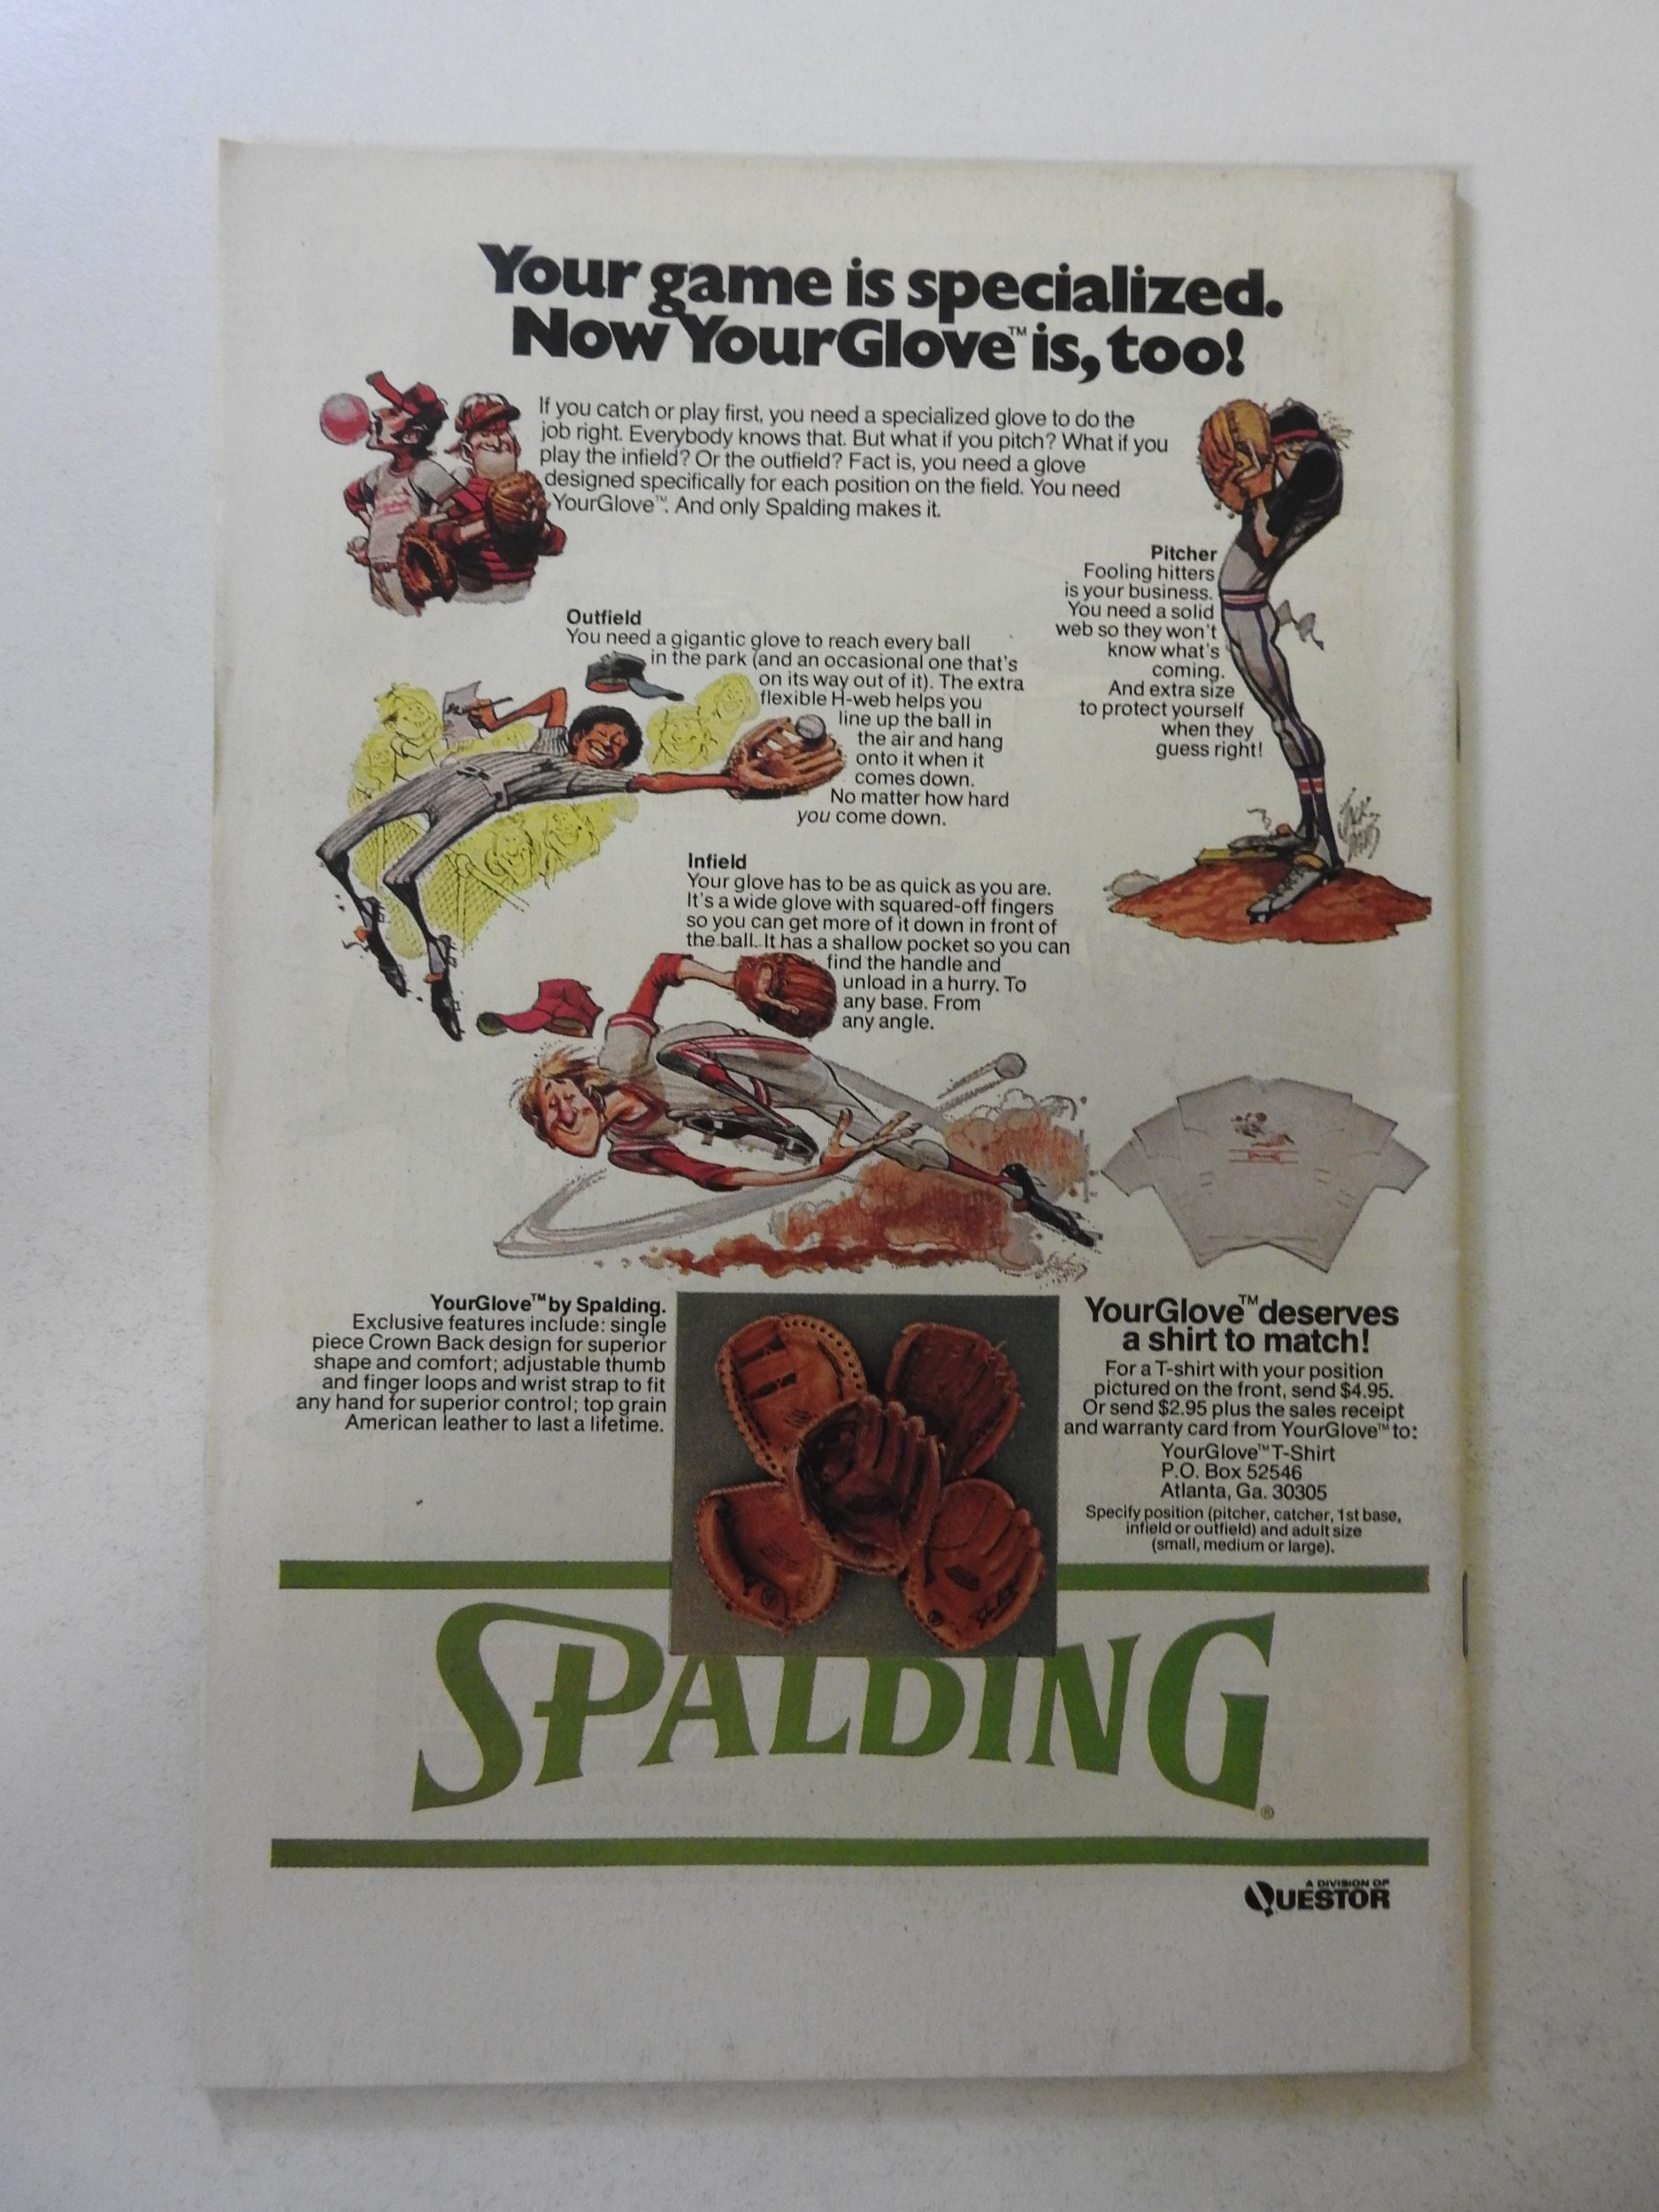 Your game is specialized.
Now YourGlove™ is, too!
If you catch or play first, you need a specialized glove to do the
job right. Everybody knows that. But what if you pitch? What if you
play the infield? Or the outfield? Fact is, you need a glove
designed specifically for each position on the field. You need
YourGlove™. And only Spalding makes it.
Pitcher
Fooling hitters
is your business.
You need a solid
web so they won't
know what's
coming.
And extra size
to protect yourself
when they
guess right!
Outfield
You need a gigantic glove to reach every ball
in the park (and an occasional one that's
on its way out of it). The extra
flexible H-web helps you
line up the ball in
the air and hang
onto it when it
comes down.
No matter how hard
you come down.
Infield
Your glove has to be as quick as you are.
It's a wide glove with squared-off fingers
so you can get more of it down in front of
the ball. It has a shallow pocket so you can
find the handle and
unload in a hurry. To
any base. From
any angle.
YourGlove™ by Spalding.
Exclusive features include: single
piece Crown Back design for superior
shape and comfort; adjustable thumb
and finger loops and wrist strap to fit
any hand for superior control; top grain
American leather to last a lifetime.
YourGlove™ deserves
a shirt to match!
For a T-shirt with your position
pictured on the front, send $4.95.
Or send $2.95 plus the sales receipt
and warranty card from YourGlove™ to:
YourGlove™ T-Shirt
P.O. Box 52546
Atlanta, Ga. 30305
Specify position (pitcher, catcher, 1st base,
infield or outfield) and adult size
(small, medium or large).
SPALDING®
A DIVISION OF
QUESTOR